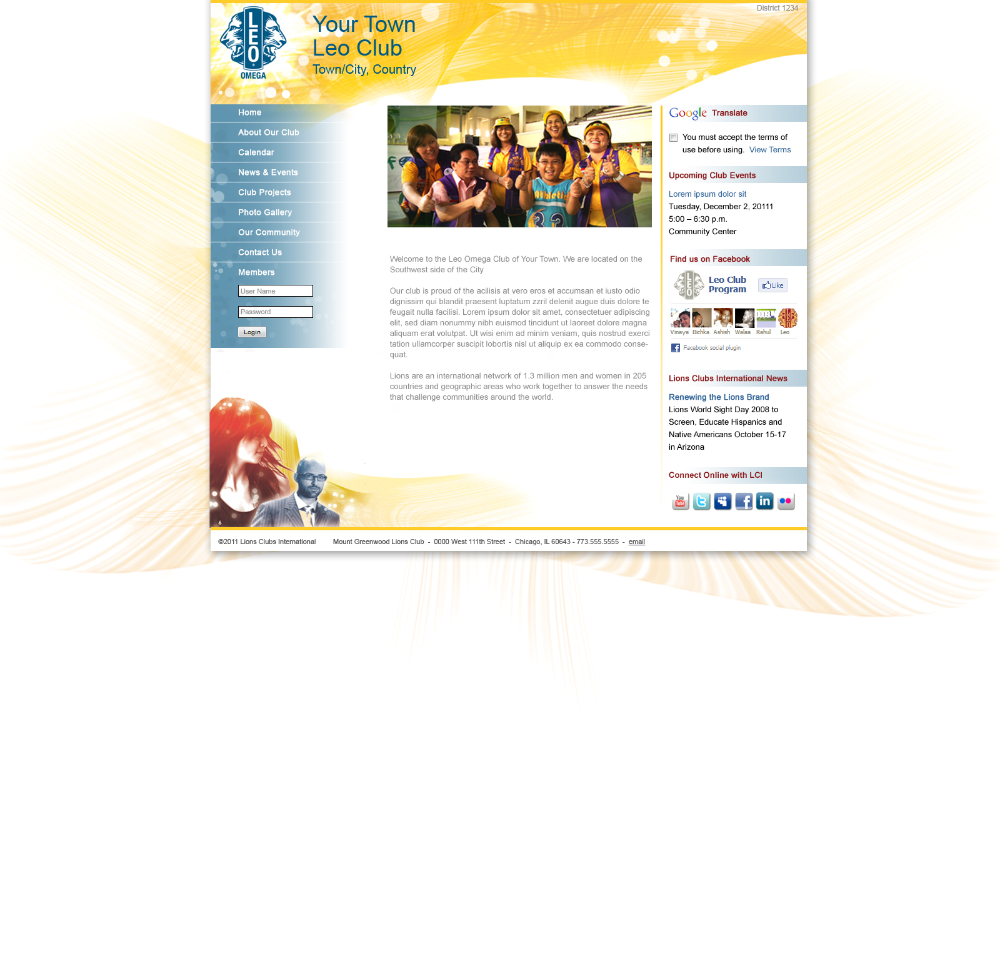 District 1234
LEO
OMEGA
Your Town
Leo Club
Town/City, Country
Home
About Our Club
Calendar
News & Events
Club Projects
Photo Gallery
Our Community
Contact Us
Members
User Name
Password
Login
Athletic
33
Welcome to the Leo Omega Club of Your Town. We are located on the
Southwest side of the City
Our club is proud of the acilisis at vero eros et accumsan et iusto odio
dignissim qui blandit praesent luptatum zzril delenit augue duis dolore te
feugait nulla facilisi. Lorem ipsum dolor sit amet, consectetuer adipiscing
elit, sed diam nonummy nibh euismod tincidunt ut laoreet dolore magna
aliquam erat volutpat. Ut wisi enim ad minim veniam, quis nostrud exerci
tation ullamcorper suscipit lobortis nisl ut aliquip ex ea commodo conse-
quat.
Lions are an international network of 1.3 million men and women in 205
countries and geographic areas who work together to answer the needs
that challenge communities around the world.
Google Translate
You must accept the terms of
use before using. View Terms
Upcoming Club Events
Lorem ipsum dolor sit
Tuesday, December 2, 20111
5:00 – 6:30 p.m.
Community Center
Find us on Facebook
LEO
Leo Club
Program
Like
Vinaya Bichka Ashish Walaa Rahul Leo
Facebook social plugin
Lions Clubs International News
Renewing the Lions Brand
Lions World Sight Day 2008 to
Screen, Educate Hispanics and
Native Americans October 15-17
in Arizona
Connect Online with LCI
You Tube
6
©2011 Lions Clubs International Mount Greenwood Lions Club - 0000 West 111th Street - Chicago, IL 60643 - 773.555.5555 - email